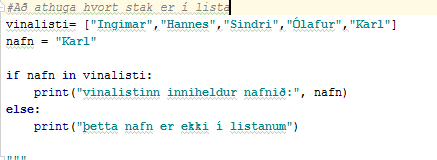 #Að athuga hvort stak er í lista
vinalisti= ["Ingimar","Hannes","Sindri","Ólafur","Karl"]
nafn = "Karl"
if nafn in vinalisti:
    print("vinalistinn inniheldur nafnið:", nafn)
else:
    print("þetta nafn er ekki í listanum")
"""